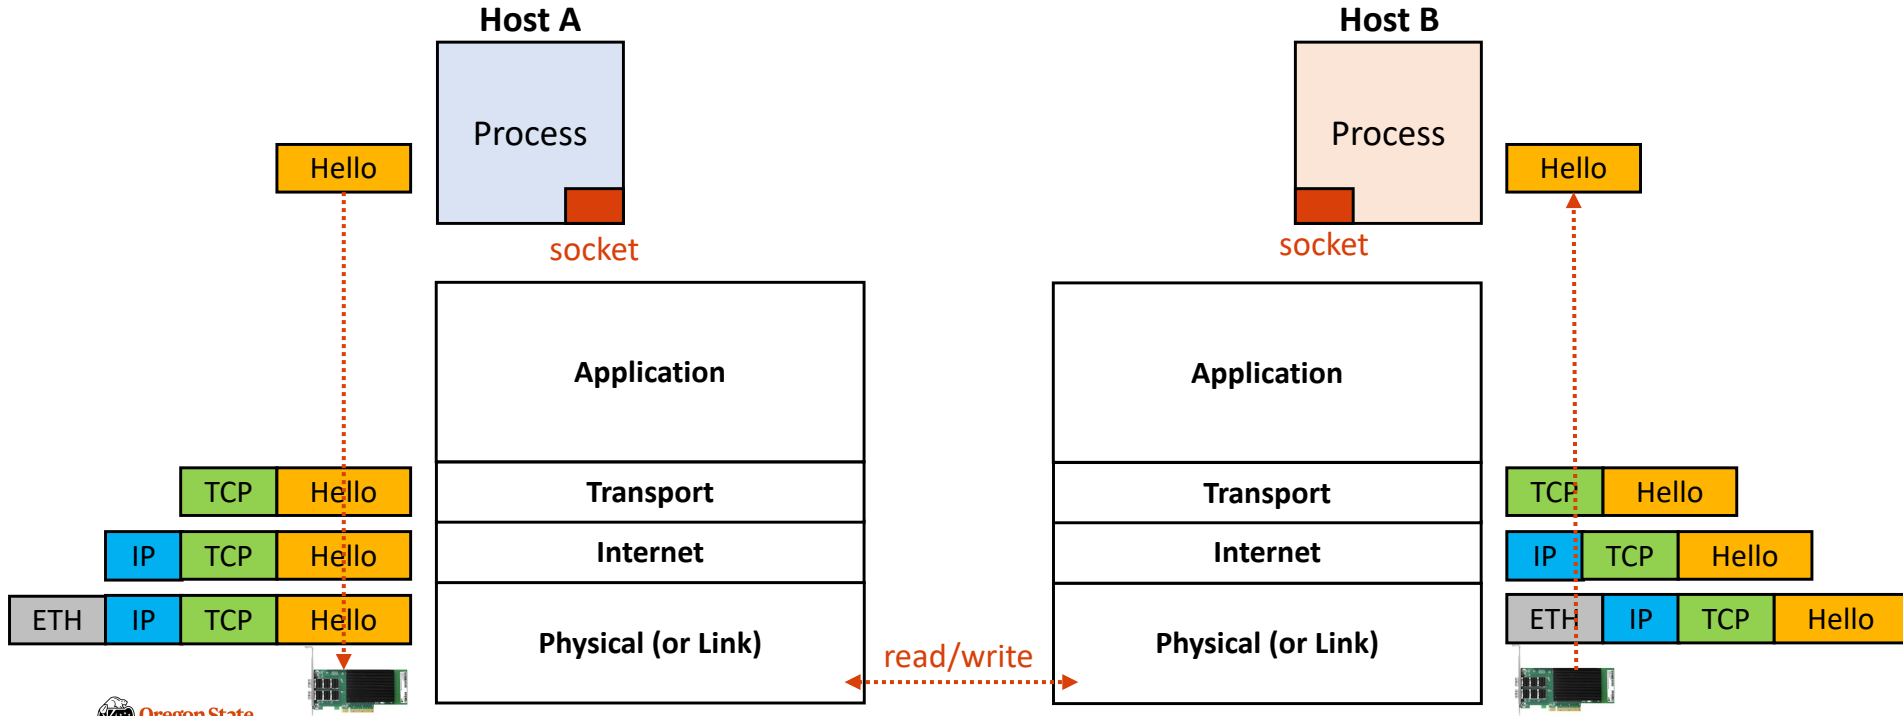 Host A
Host B
Process
Process
Hello
Hello
socket
socket
Application
Application
TCP Hello
Transport
Transport
TCP Hello
IP TCP Hello
Internet
Internet
IP TCP Hello
ETH IP TCP Hello
Physical (or Link)
read/write
Physical (or Link)
ETH IP TCP Hello
Oregon State